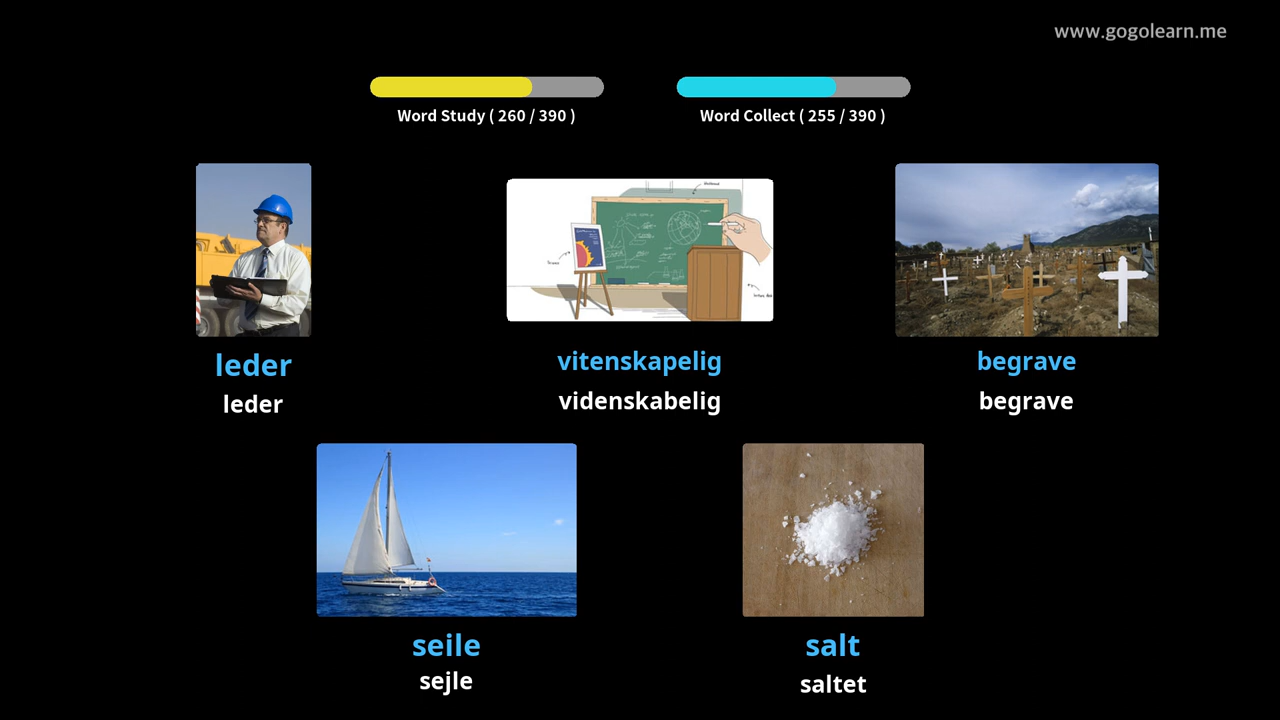 www.gogolearn.me
Word Study ( 260 / 390 )
Word Collect ( 255 / 390 )
leder
leder
vitenskapelig
videnskabelig
begrave
begrave
seile
sejle
salt
saltet